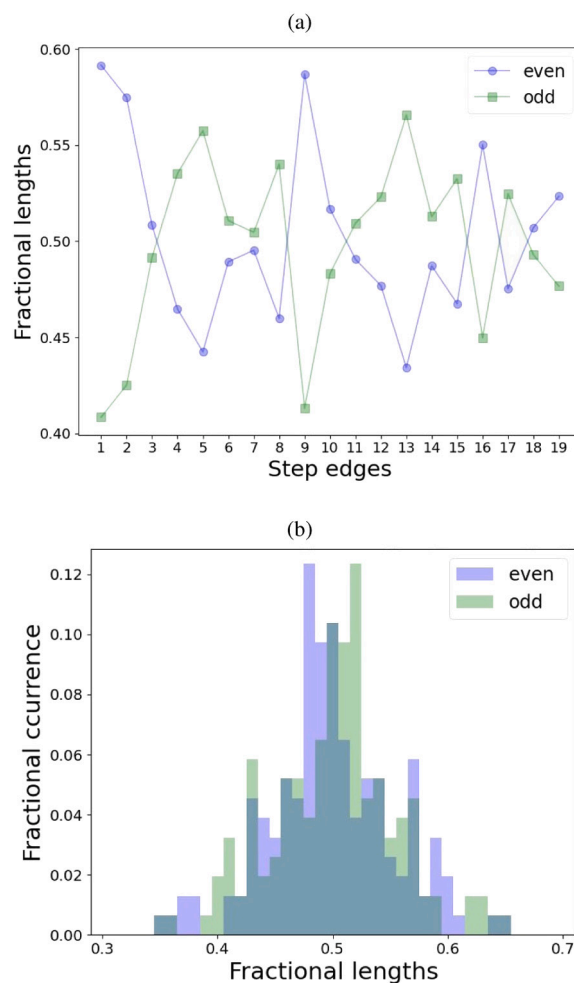 (a)
0.60
0.55
0.50
0.45
0.40
Fractional lengths
even
odd
1 2 3 4 5 6 7 8 9 10 11 12 13 14 15 16 17 18 19
Step edges
(b)
0.12
0.10
0.08
0.06
0.04
0.02
0.00
Fractional ccurrence
even
odd
0.3 0.4 0.5 0.6 0.7
Fractional lengths